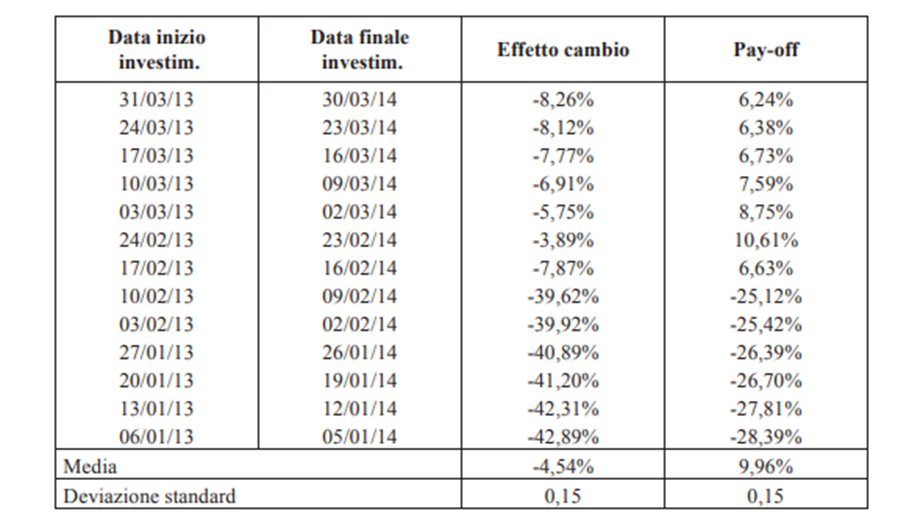 Data inizio investim. Data finale investim. Effetto cambio Pay-off
31/03/13 30/03/14 -8,26% 6,24%
24/03/13 23/03/14 -8,12% 6,38%
17/03/13 16/03/14 -7,77% 6,73%
10/03/13 09/03/14 -6,91% 7,59%
03/03/13 02/03/14 -5,75% 8,75%
24/02/13 23/02/14 -3,89% 10,61%
17/02/13 16/02/14 -7,87% 6,63%
10/02/13 09/02/14 -39,62% -25,12%
03/02/13 02/02/14 -39,92% -25,42%
27/01/13 26/01/14 -40,89% -26,39%
20/01/13 19/01/14 -41,20% -26,70%
13/01/13 12/01/14 -42,31% -27,81%
06/01/13 05/01/14 -42,89% -28,39%
Media -4,54% 9,96%
Deviazione standard 0,15 0,15